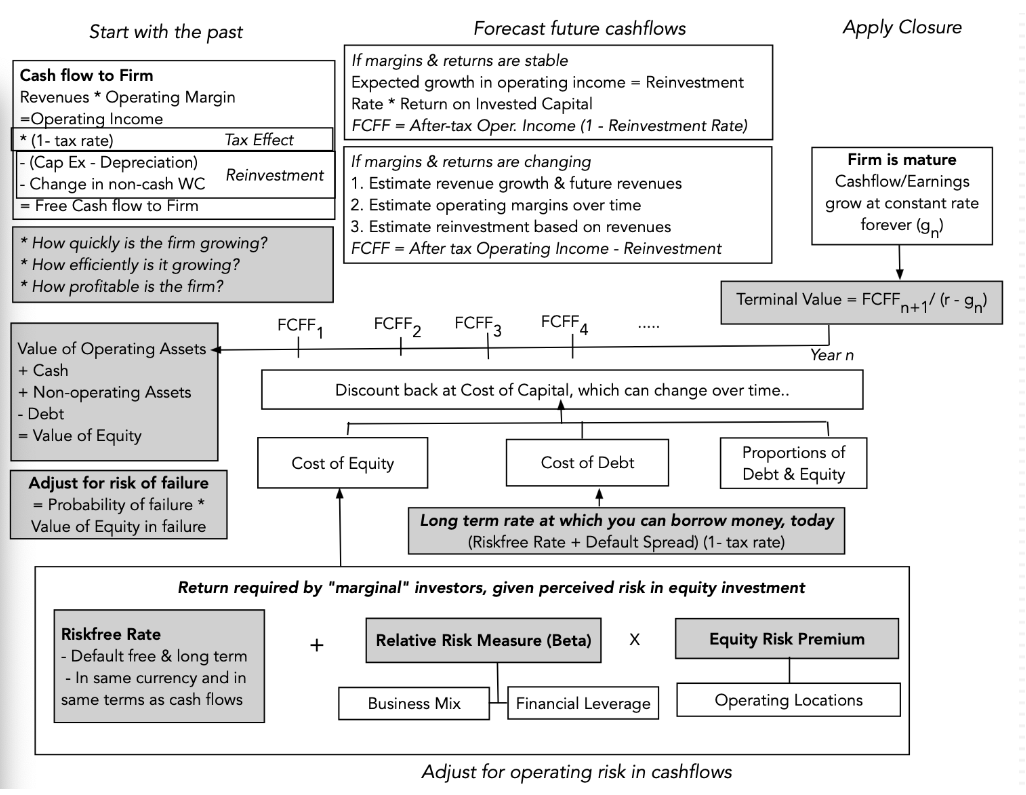 Start with the past
Forecast future cashflows
Apply Closure
Cash flow to Firm
Revenues * Operating Margin
=Operating Income
* (1- tax rate) Tax Effect
- (Cap Ex - Depreciation)
- Change in non-cash WC
Reinvestment
= Free Cash flow to Firm
* How quickly is the firm growing?
* How efficiently is it growing?
* How profitable is the firm?
If margins & returns are stable
Expected growth in operating income = Reinvestment
Rate * Return on Invested Capital
FCFF = After-tax Oper. Income (1 - Reinvestment Rate)
If margins & returns are changing
1. Estimate revenue growth & future revenues
2. Estimate operating margins over time
3. Estimate reinvestment based on revenues
FCFF = After tax Operating Income - Reinvestment
Firm is mature
Cashflow/Earnings
grow at constant rate
forever (gn)
Terminal Value = FCFFn+1/ (r - gn)
FCFF1 FCFF2 FCFF3 FCFF4 .....
Year n
Value of Operating Assets
+ Cash
+ Non-operating Assets
- Debt
= Value of Equity
Discount back at Cost of Capital, which can change over time..
Cost of Equity
Cost of Debt
Proportions of
Debt & Equity
Adjust for risk of failure
= Probability of failure *
Value of Equity in failure
Long term rate at which you can borrow money, today
(Riskfree Rate + Default Spread) (1- tax rate)
Return required by "marginal" investors, given perceived risk in equity investment
Riskfree Rate
- Default free & long term
- In same currency and in
same terms as cash flows
+
Relative Risk Measure (Beta)
X
Equity Risk Premium
Business Mix
Financial Leverage
Operating Locations
Adjust for operating risk in cashflows